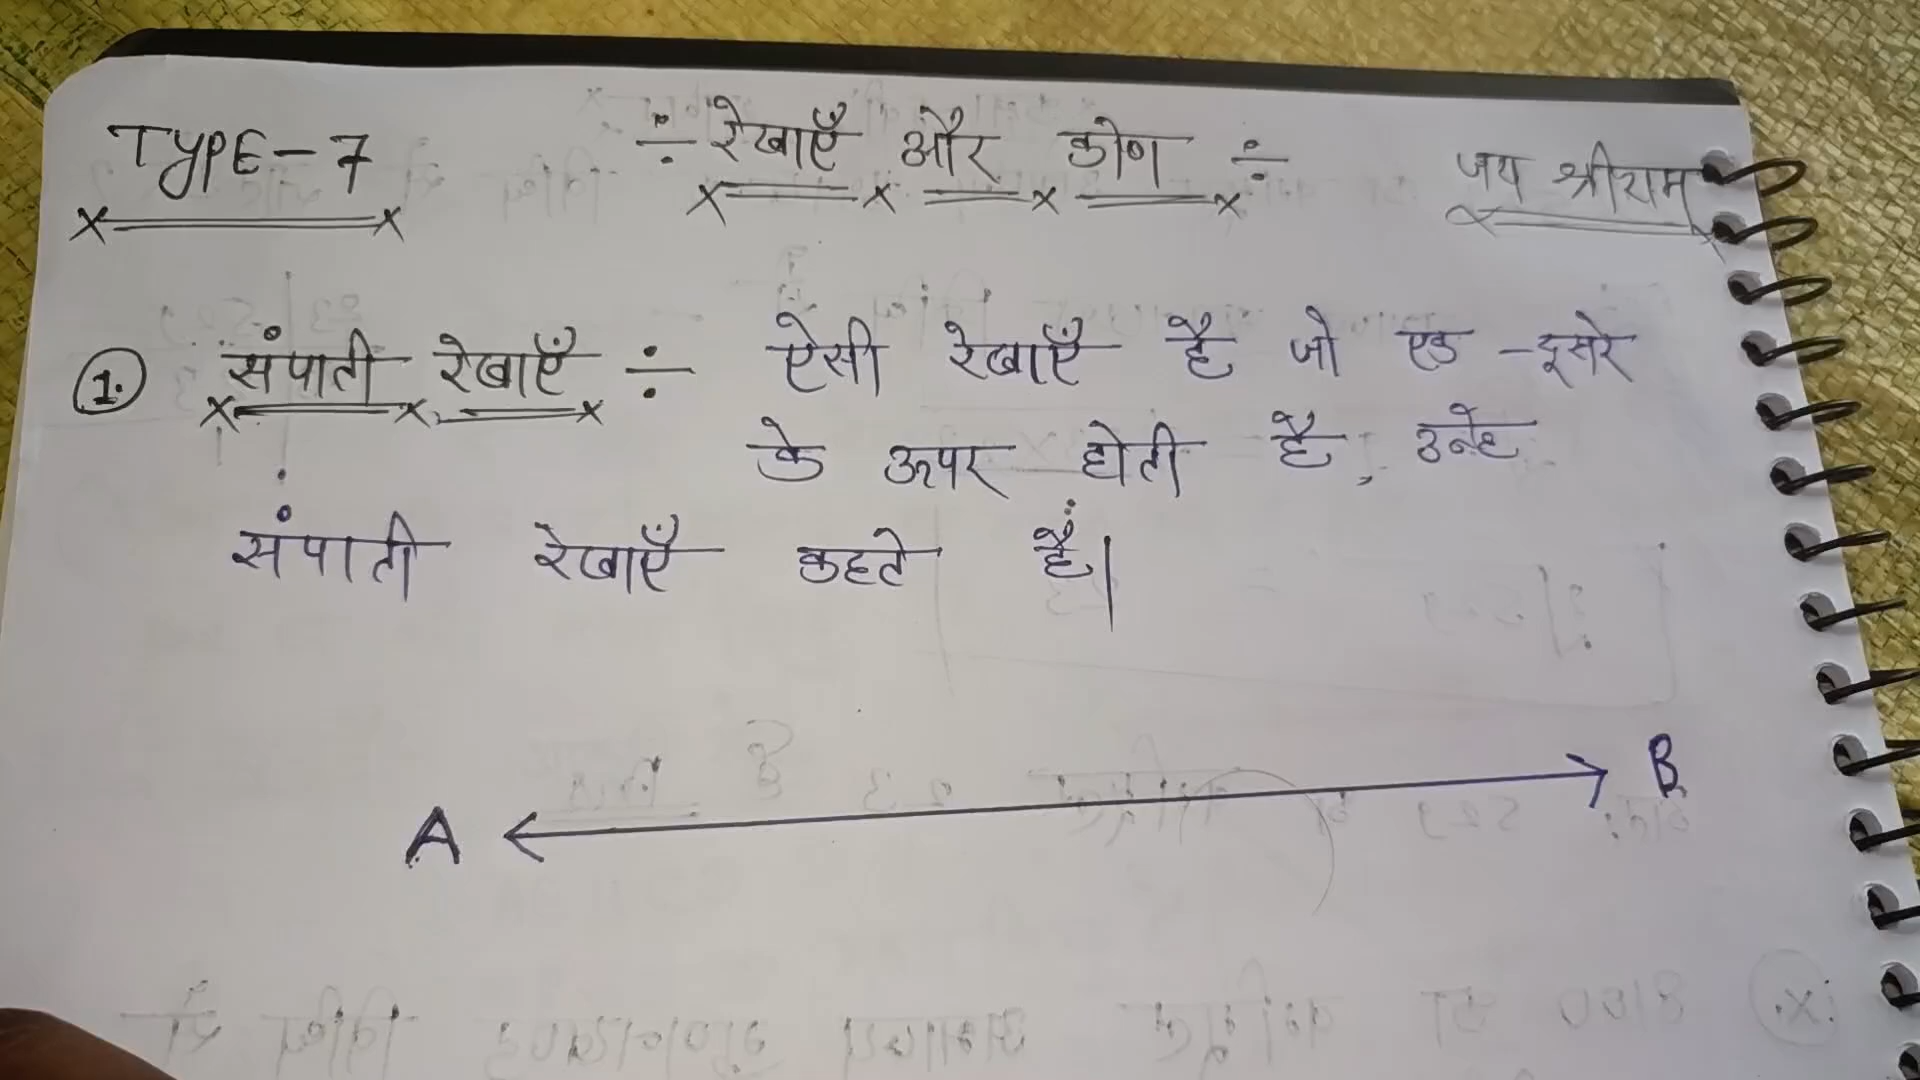 TYPE-7 ÷ रेखाएँ और कोण ÷ जय श्रीराम
1. संपाती रेखाएँ ÷ ऐसी रेखाएँ है जो एक -दूसरे
के ऊपर होती है, उन्हे
संपाती रेखाएँ कहते हैं।
A B